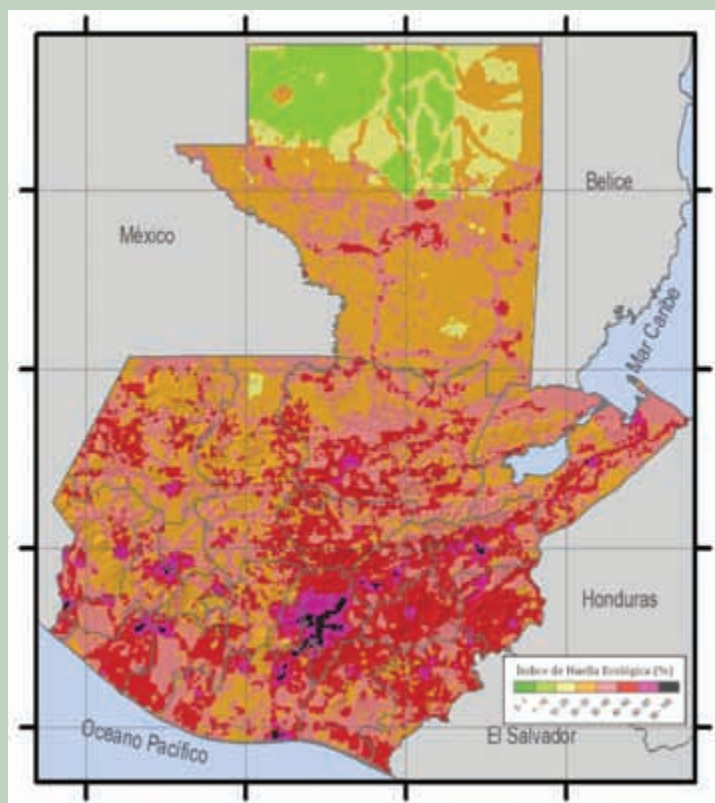 Belice
México
Mar Caribe
Honduras
Índice de Huella Ecológica (%)
El Salvador
Oceano Pacífico